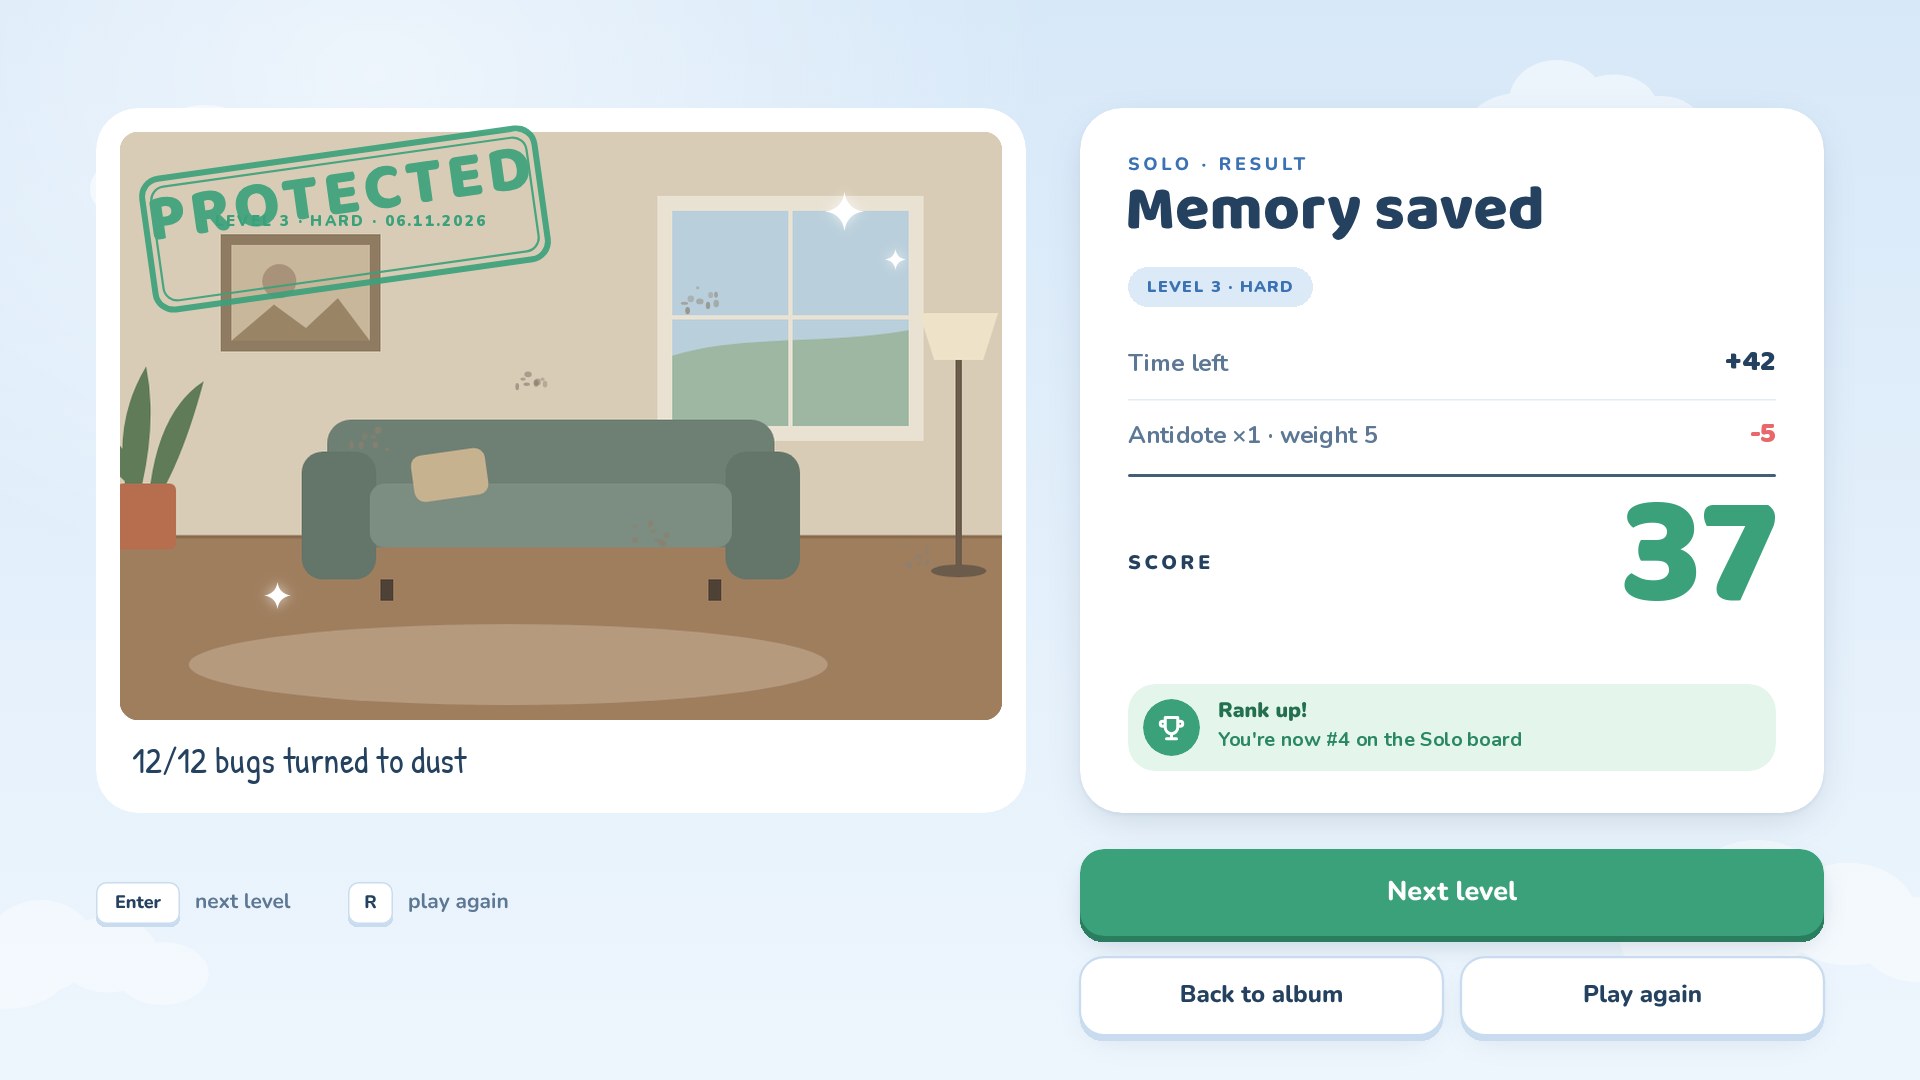 PROTECTED
LEVEL 3 · HARD · 06.11.2026
12/12 bugs turned to dust
Enter next level R play again
SOLO · RESULT
Memory saved
LEVEL 3 · HARD
Time left +42
Antidote ×1 · weight 5 -5
SCORE 37
Rank up!
You're now #4 on the Solo board
Next level
Back to album Play again